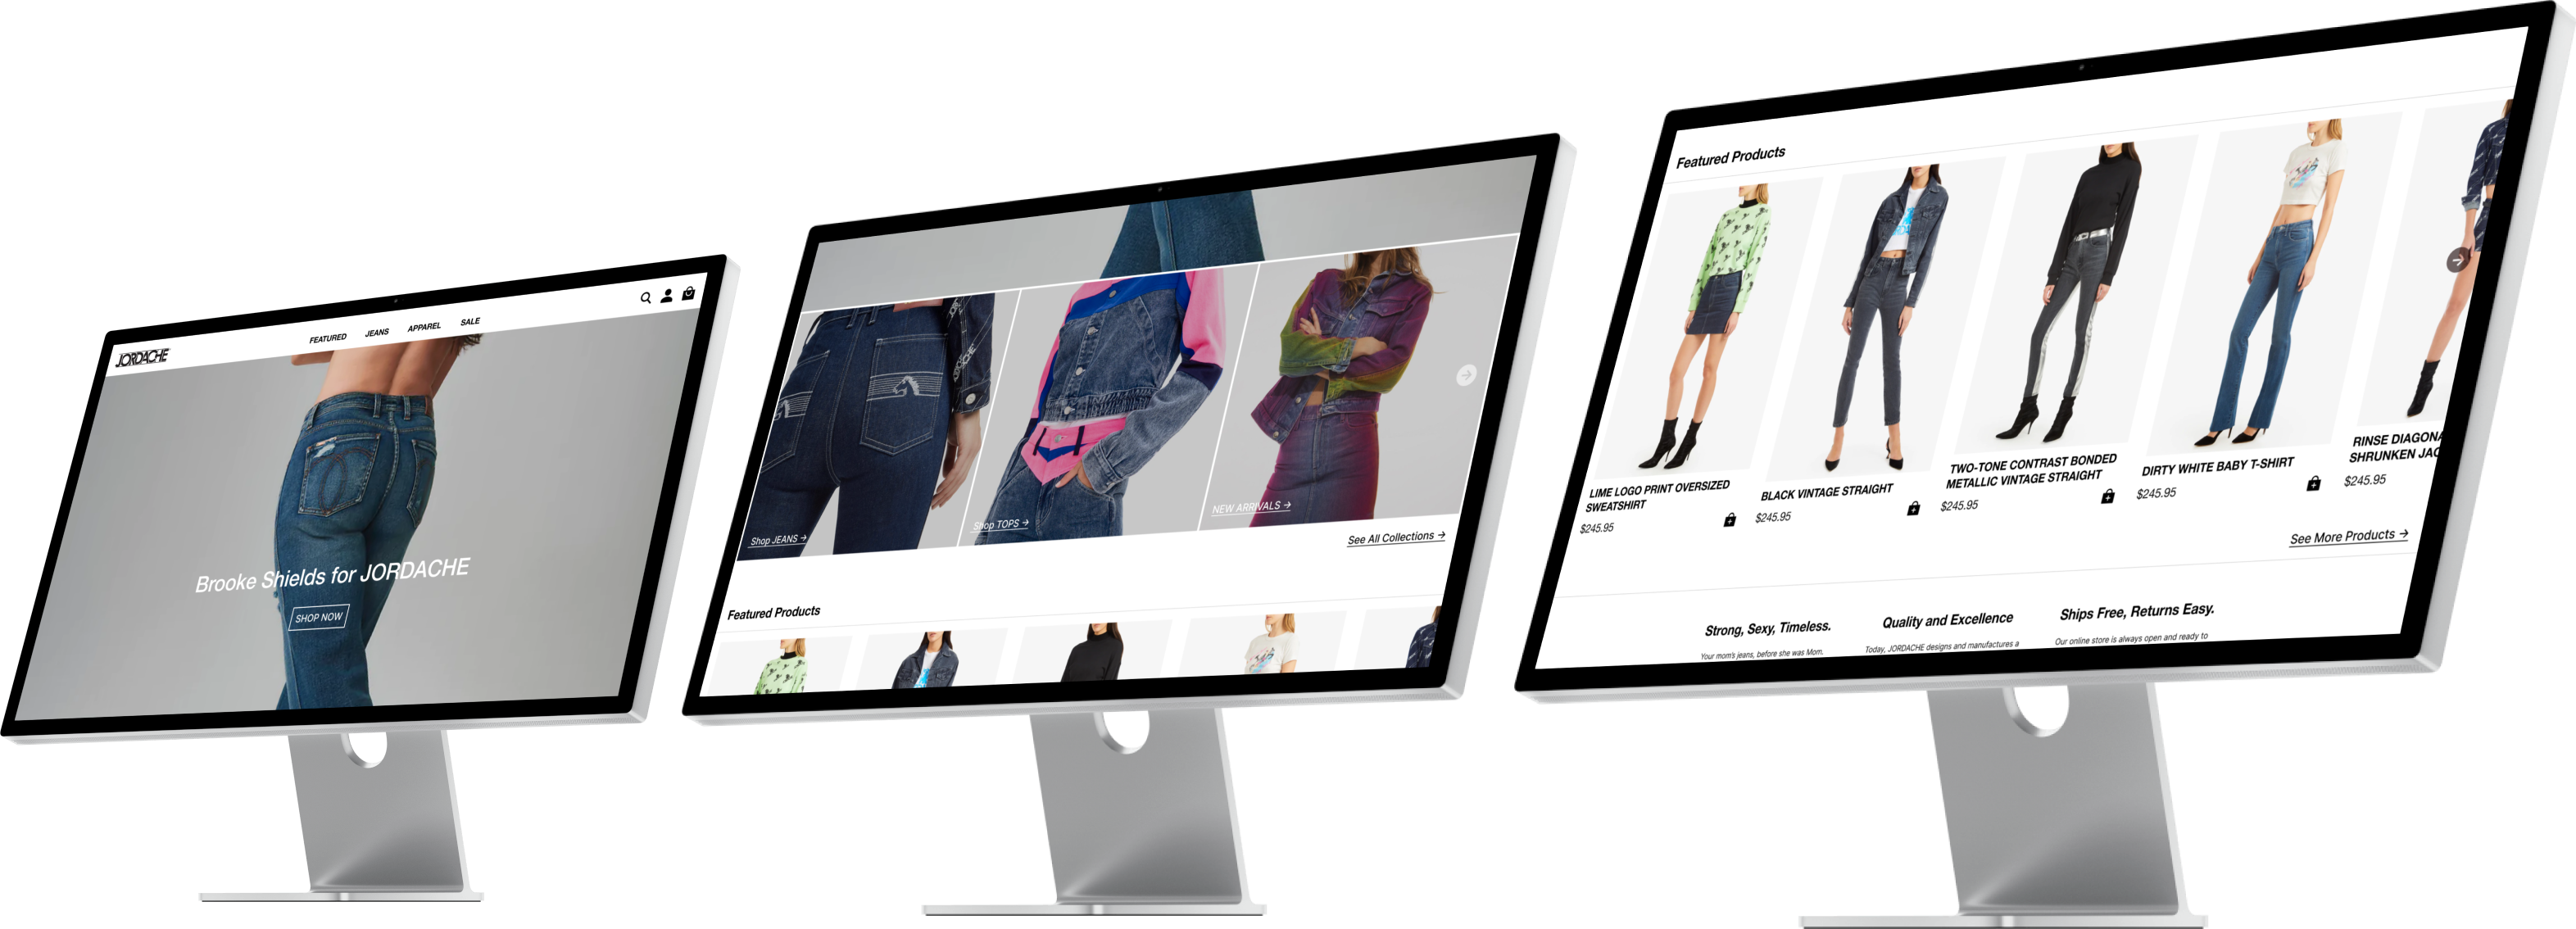 JORDACHE
FEATURED JEANS APPAREL SALE
Brooke Shields for JORDACHE
SHOP NOW
Shop JEANS →
Shop TOPS →
NEW ARRIVALS →
See All Collections →
Featured Products
Featured Products
LIME LOGO PRINT OVERSIZED
SWEATSHIRT
$245.95
BLACK VINTAGE STRAIGHT
$245.95
TWO-TONE CONTRAST BONDED
METALLIC VINTAGE STRAIGHT
$245.95
DIRTY WHITE BABY T-SHIRT
$245.95
RINSE DIAGONA
SHRUNKEN JAC
$245.95
See More Products →
Strong, Sexy, Timeless.
Your mom's jeans, before she was Mom.
Quality and Excellence
Today, JORDACHE designs and manufactures a
Ships Free, Returns Easy.
Our online store is always open and ready to